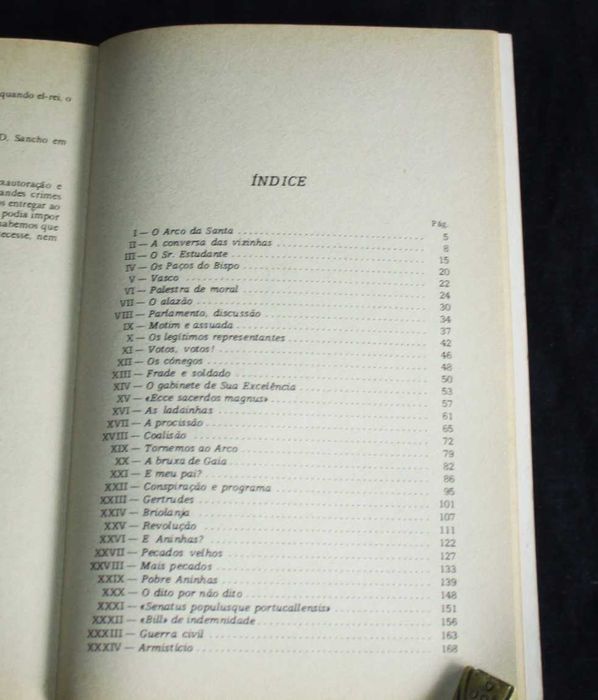 quando el-rei, o
D. Sancho em
xautoração e
andes crimes
s entregar ao
podia impor
sabemos que
lecesse, nem
ÍNDICE
Pág.
I — O Arco da Santa 5
II — A conversa das vizinhas 8
III — O Sr. Estudante 15
IV — Os Paços do Bispo 20
V — Vasco 22
VI — Palestra de moral 24
VII — O alazão 30
VIII — Parlamento, discussão 34
IX — Motim e assuada 37
X — Os legítimos representantes 42
XI — Votos, votos! 46
XII — Os cónegos 48
XIII — Frade e soldado 50
XIV — O gabinete de Sua Excelência 53
XV — «Ecce sacerdos magnus» 57
XVI — As ladainhas 61
XVII — A procissão 65
XVIII — Coalisão 72
XIX — Tornemos ao Arco 79
XX — A bruxa de Gaia 82
XXI — E meu pai? 86
XXII — Conspiração e programa 95
XXIII — Gertrudes 101
XXIV — Briolanja 107
XXV — Revolução 111
XXVI — E Aninhas? 122
XXVII — Pecados velhos 127
XXVIII — Mais pecados 133
XXIX — Pobre Aninhas 139
XXX — O dito por não dito 148
XXXI — «Senatus populusque portucallensis» 151
XXXII — «Bill» de indemnidade 156
XXXIII — Guerra civil 163
XXXIV — Armistício 168